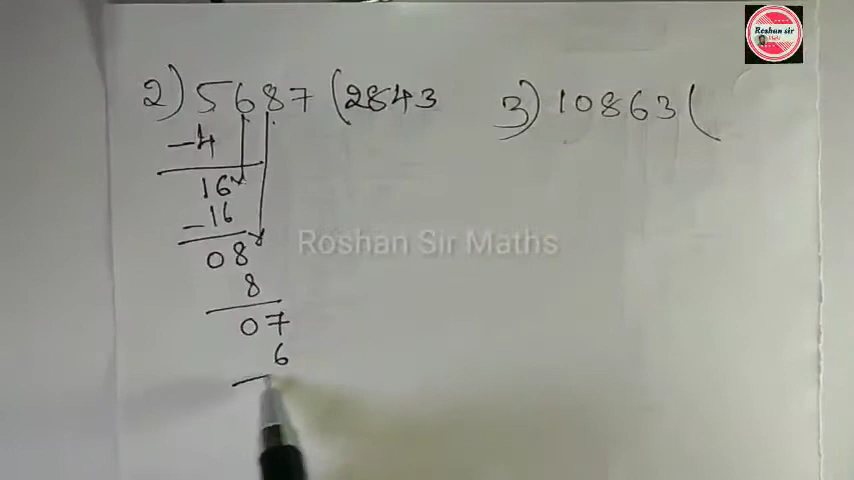 Roshan sir
2) 5687 (2843
3) 10863 (
-4
16
-16
08
Roshan Sir Maths
8
07
6